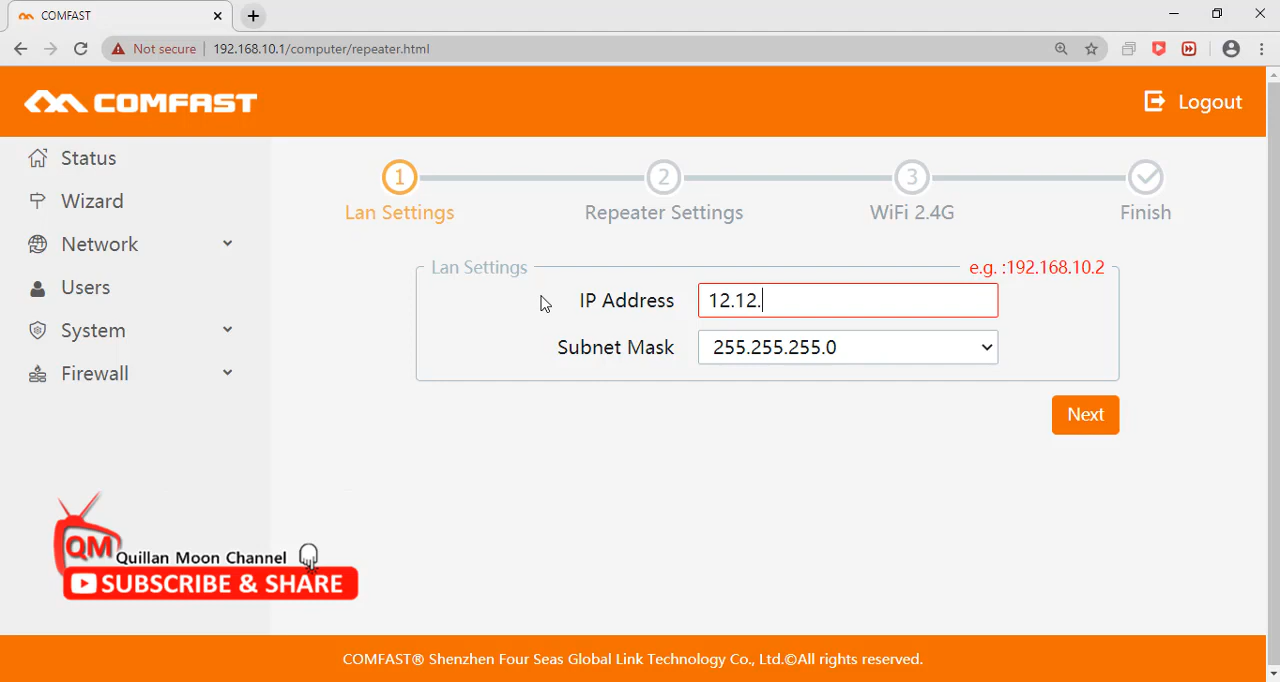 COMFAST
Not secure 192.168.10.1/computer/repeater.html
COMFAST
Logout
Status
Wizard
Network
Users
System
Firewall
1
2
3
Lan Settings
Repeater Settings
WiFi 2.4G
Finish
Lan Settings
e.g. :192.168.10.2
IP Address
12.12.
Subnet Mask
255.255.255.0
Next
QM
Quillan Moon Channel
SUBSCRIBE & SHARE
COMFAST® Shenzhen Four Seas Global Link Technology Co., Ltd.©All rights reserved.